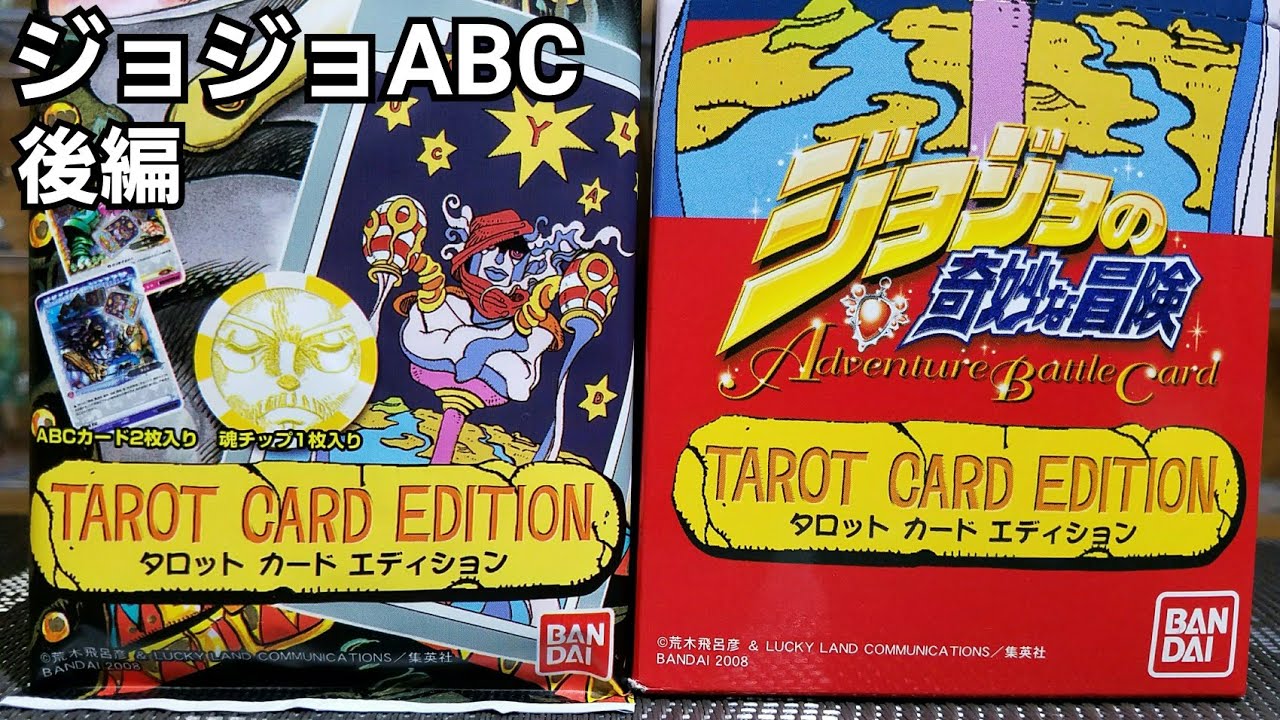 ジョジョABC
後編
U
C
Y
L
A
A
D
ABCカード2枚入り
魂チップ1枚入り
TAROT CARD EDITION
タロット カード エディション
©荒木飛呂彦 & LUCKY LAND COMMUNICATIONS/集英社
BANDAI 2008
BAN
DAI
ジョジョの
奇妙な冒険
Adventure Battle Card
TAROT CARD EDITION
タロット カード エディション
©荒木飛呂彦 & LUCKY LAND COMMUNICATIONS/集英社
BANDAI 2008
BAN
DAI